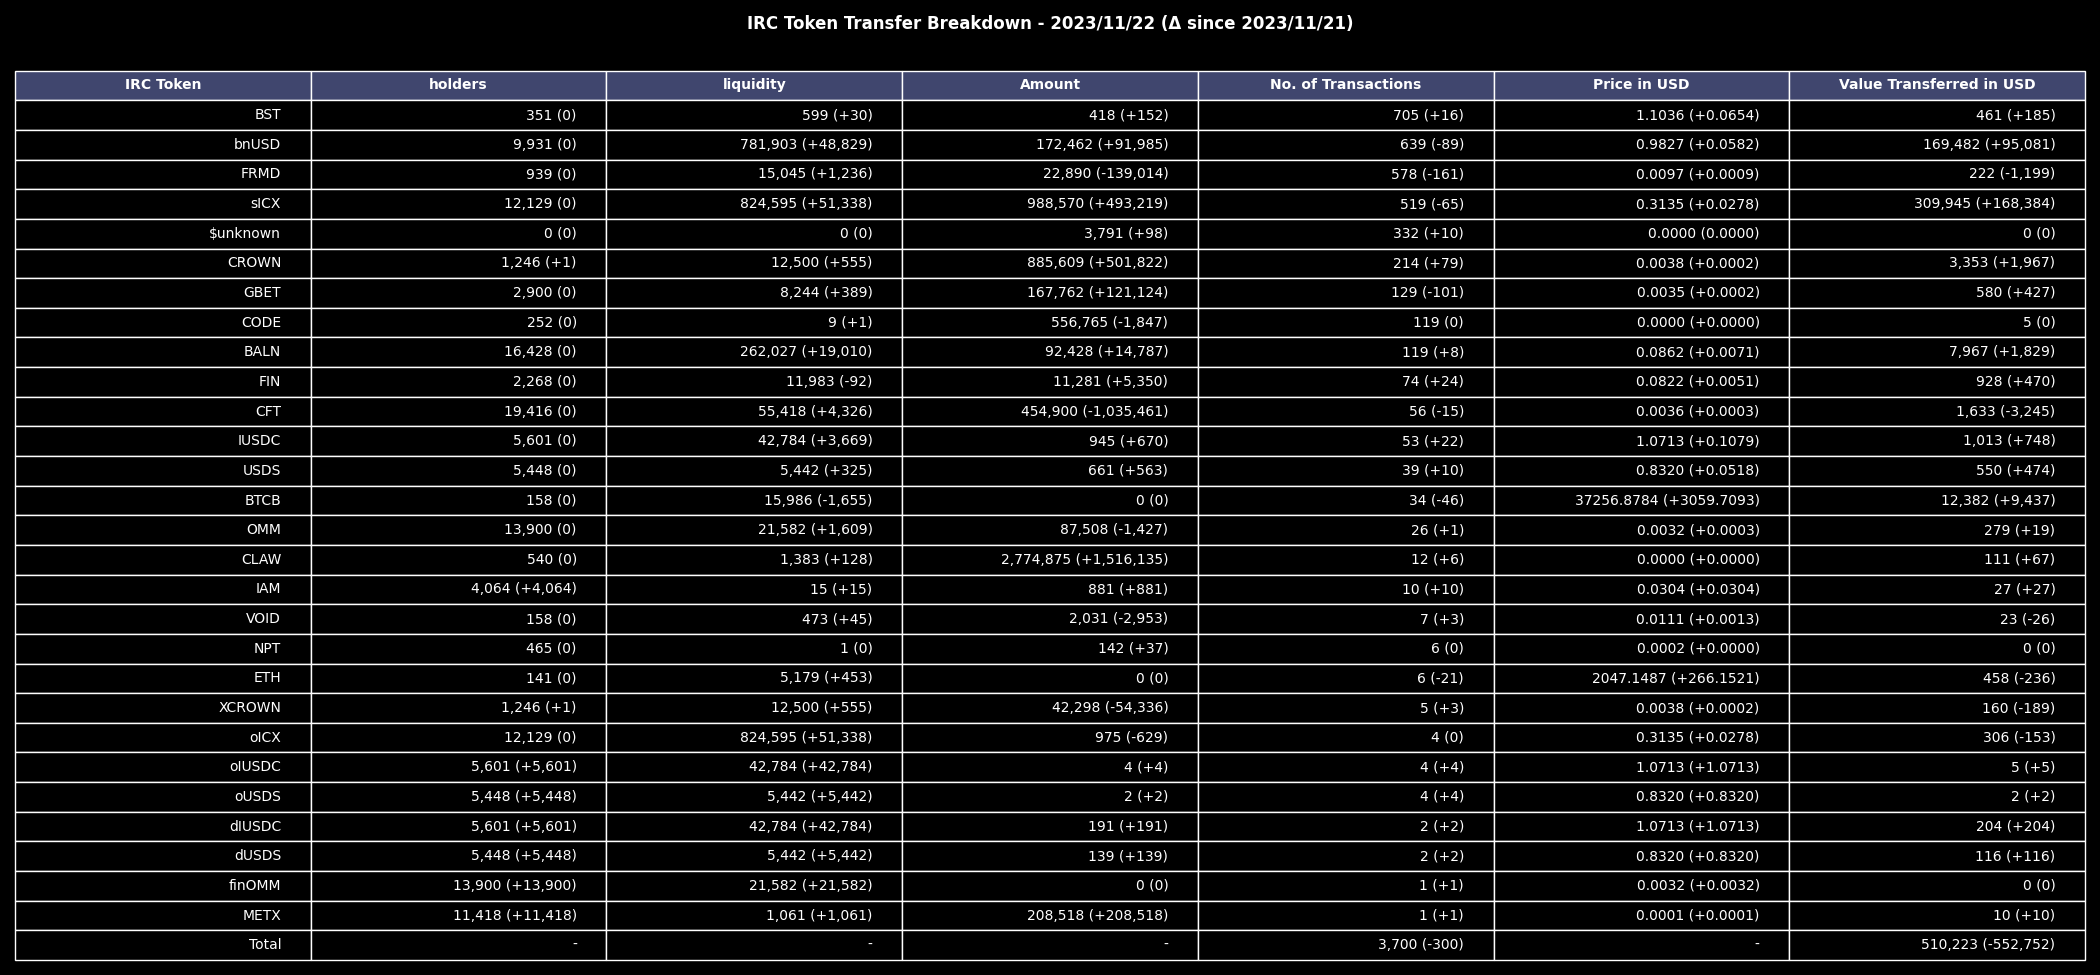 IRC Token Transfer Breakdown - 2023/11/22 (Δ since 2023/11/21)
IRC Token holders liquidity Amount No. of Transactions Price in USD Value Transferred in USD
BST 351 (0) 599 (+30) 418 (+152) 705 (+16) 1.1036 (+0.0654) 461 (+185)
bnUSD 9,931 (0) 781,903 (+48,829) 172,462 (+91,985) 639 (-89) 0.9827 (+0.0582) 169,482 (+95,081)
FRMD 939 (0) 15,045 (+1,236) 22,890 (-139,014) 578 (-161) 0.0097 (+0.0009) 222 (-1,199)
sICX 12,129 (0) 824,595 (+51,338) 988,570 (+493,219) 519 (-65) 0.3135 (+0.0278) 309,945 (+168,384)
$unknown 0 (0) 0 (0) 3,791 (+98) 332 (+10) 0.0000 (0.0000) 0 (0)
CROWN 1,246 (+1) 12,500 (+555) 885,609 (+501,822) 214 (+79) 0.0038 (+0.0002) 3,353 (+1,967)
GBET 2,900 (0) 8,244 (+389) 167,762 (+121,124) 129 (-101) 0.0035 (+0.0002) 580 (+427)
CODE 252 (0) 9 (+1) 556,765 (-1,847) 119 (0) 0.0000 (+0.0000) 5 (0)
BALN 16,428 (0) 262,027 (+19,010) 92,428 (+14,787) 119 (+8) 0.0862 (+0.0071) 7,967 (+1,829)
FIN 2,268 (0) 11,983 (-92) 11,281 (+5,350) 74 (+24) 0.0822 (+0.0051) 928 (+470)
CFT 19,416 (0) 55,418 (+4,326) 454,900 (-1,035,461) 56 (-15) 0.0036 (+0.0003) 1,633 (-3,245)
IUSDC 5,601 (0) 42,784 (+3,669) 945 (+670) 53 (+22) 1.0713 (+0.1079) 1,013 (+748)
USDS 5,448 (0) 5,442 (+325) 661 (+563) 39 (+10) 0.8320 (+0.0518) 550 (+474)
BTCB 158 (0) 15,986 (-1,655) 0 (0) 34 (-46) 37256.8784 (+3059.7093) 12,382 (+9,437)
OMM 13,900 (0) 21,582 (+1,609) 87,508 (-1,427) 26 (+1) 0.0032 (+0.0003) 279 (+19)
CLAW 540 (0) 1,383 (+128) 2,774,875 (+1,516,135) 12 (+6) 0.0000 (+0.0000) 111 (+67)
IAM 4,064 (+4,064) 15 (+15) 881 (+881) 10 (+10) 0.0304 (+0.0304) 27 (+27)
VOID 158 (0) 473 (+45) 2,031 (-2,953) 7 (+3) 0.0111 (+0.0013) 23 (-26)
NPT 465 (0) 1 (0) 142 (+37) 6 (0) 0.0002 (+0.0000) 0 (0)
ETH 141 (0) 5,179 (+453) 0 (0) 6 (-21) 2047.1487 (+266.1521) 458 (-236)
XCROWN 1,246 (+1) 12,500 (+555) 42,298 (-54,336) 5 (+3) 0.0038 (+0.0002) 160 (-189)
oICX 12,129 (0) 824,595 (+51,338) 975 (-629) 4 (0) 0.3135 (+0.0278) 306 (-153)
oIUSDC 5,601 (+5,601) 42,784 (+42,784) 4 (+4) 4 (+4) 1.0713 (+1.0713) 5 (+5)
oUSDS 5,448 (+5,448) 5,442 (+5,442) 2 (+2) 4 (+4) 0.8320 (+0.8320) 2 (+2)
dIUSDC 5,601 (+5,601) 42,784 (+42,784) 191 (+191) 2 (+2) 1.0713 (+1.0713) 204 (+204)
dUSDS 5,448 (+5,448) 5,442 (+5,442) 139 (+139) 2 (+2) 0.8320 (+0.8320) 116 (+116)
finOMM 13,900 (+13,900) 21,582 (+21,582) 0 (0) 1 (+1) 0.0032 (+0.0032) 0 (0)
METX 11,418 (+11,418) 1,061 (+1,061) 208,518 (+208,518) 1 (+1) 0.0001 (+0.0001) 10 (+10)
Total - - - 3,700 (-300) - 510,223 (-552,752)